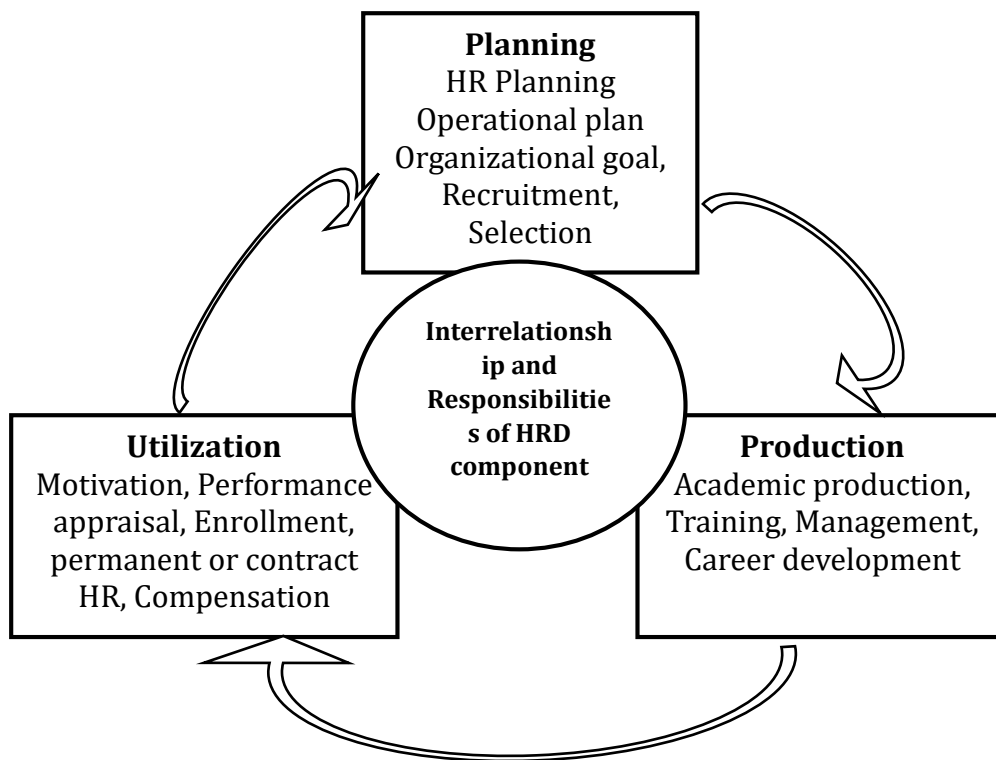 Planning
HR Planning
Operational plan
Organizational goal,
Recruitment,
Selection
Interrelationsh
ip and
Responsibilitie
s of HRD
component
Utilization
Motivation, Performance
appraisal, Enrollment,
permanent or contract
HR, Compensation
Production
Academic production,
Training, Management,
Career development